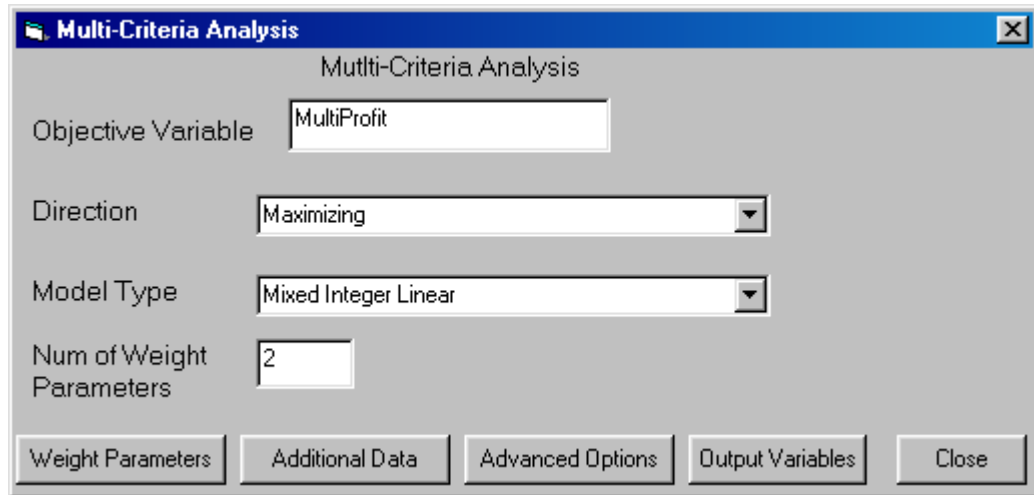 Multi-Criteria Analysis
Mutlti-Criteria Analysis
Objective Variable
MultiProfit
Direction
Maximizing
Model Type
Mixed Integer Linear
Num of Weight
Parameters
2
Weight Parameters
Additional Data
Advanced Options
Output Variables
Close